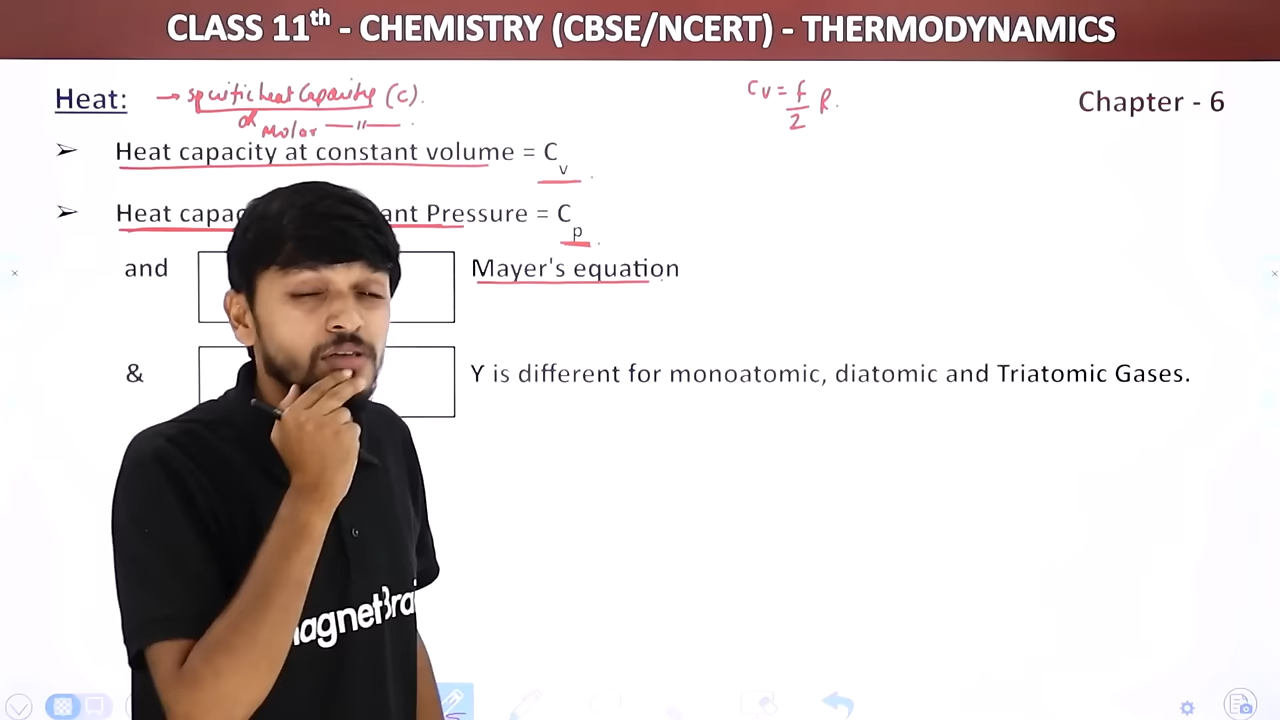 CLASS 11th - CHEMISTRY (CBSE/NCERT) - THERMODYNAMICS
Heat: → specific heat Capacity (C).
Cv = f/2 R.
Chapter - 6
or Molar —"—.
➢ Heat capacity at constant volume = Cv
➢ Heat capac ant Pressure = Cp
and Mayer's equation
& Y is different for monoatomic, diatomic and Triatomic Gases.
agnetBrai